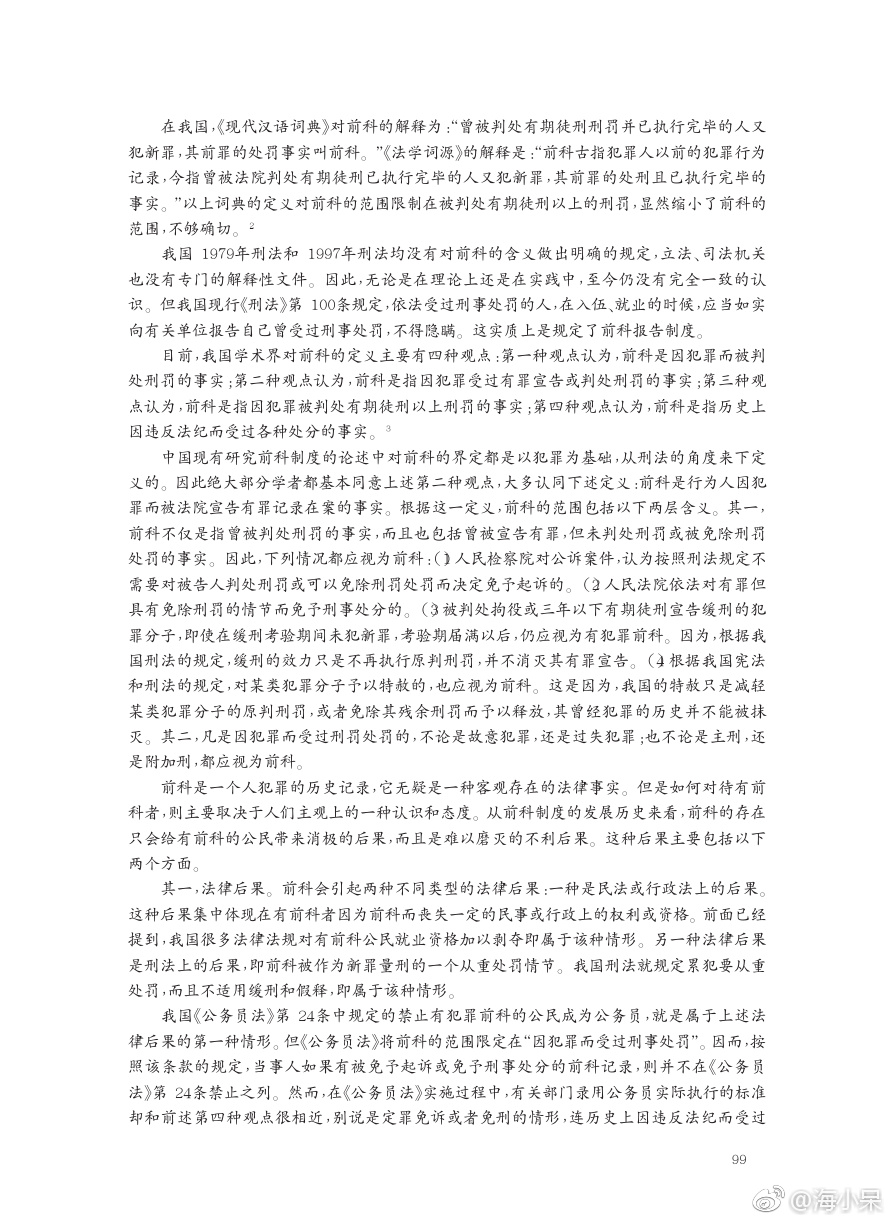 在我国,《现代汉语词典》对前科的解释为:“曾被判处有期徒刑刑罚并已执行完毕的人又
犯新罪,其前罪的处罚事实叫前科。”《法学词源》的解释是:“前科古指犯罪人以前的犯罪行为
记录,今指曾被法院判处有期徒刑已执行完毕的人又犯新罪,其前罪的处刑且已执行完毕的
事实。”以上词典的定义对前科的范围限制在被判处有期徒刑以上的刑罚,显然缩小了前科的
范围,不够确切。2
我国 1979年刑法和 1997年刑法均没有对前科的含义做出明确的规定,立法、司法机关
也没有专门的解释性文件。因此,无论是在理论上还是在实践中,至今仍没有完全一致的认
识。但我国现行《刑法》第 100条规定,依法受过刑事处罚的人,在入伍、就业的时候,应当如实
向有关单位报告自己曾受过刑事处罚,不得隐瞒。这实质上是规定了前科报告制度。
目前,我国学术界对前科的定义主要有四种观点:第一种观点认为,前科是因犯罪而被判
处刑罚的事实;第二种观点认为,前科是指因犯罪受过有罪宣告或判处刑罚的事实;第三种观
点认为,前科是指因犯罪被判处有期徒刑以上刑罚的事实;第四种观点认为,前科是指历史上
因违反法纪而受过各种处分的事实。3
中国现有研究前科制度的论述中对前科的界定都是以犯罪为基础,从刑法的角度来下定
义的。因此绝大部分学者都基本同意上述第二种观点,大多认同下述定义:前科是行为人因犯
罪而被法院宣告有罪记录在案的事实。根据这一定义,前科的范围包括以下两层含义。其一,
前科不仅是指曾被判处刑罚的事实,而且也包括曾被宣告有罪,但未判处刑罚或被免除刑罚
处罚的事实。因此,下列情况都应视为前科:(1)人民检察院对公诉案件,认为按照刑法规定不
需要对被告人判处刑罚或可以免除刑罚处罚而决定免予起诉的。(2)人民法院依法对有罪但
具有免除刑罚的情节而免予刑事处分的。(3)被判处拘役或三年以下有期徒刑宣告缓刑的犯
罪分子,即使在缓刑考验期间未犯新罪,考验期届满以后,仍应视为有犯罪前科。因为,根据我
国刑法的规定,缓刑的效力只是不再执行原判刑罚,并不消灭其有罪宣告。(4)根据我国宪法
和刑法的规定,对某类犯罪分子予以特赦的,也应视为前科。这是因为,我国的特赦只是减轻
某类犯罪分子的原判刑罚,或者免除其残余刑罚而予以释放,其曾经犯罪的历史并不能被抹
灭。其二,凡是因犯罪而受过刑罚处罚的,不论是故意犯罪,还是过失犯罪;也不论是主刑,还
是附加刑,都应视为前科。
前科是一个人犯罪的历史记录,它无疑是一种客观存在的法律事实。但是如何对待有前
科者,则主要取决于人们主观上的一种认识和态度。从前科制度的发展历史来看,前科的存在
只会给有前科的公民带来消极的后果,而且是难以磨灭的不利后果。这种后果主要包括以下
两个方面。
其一,法律后果。前科会引起两种不同类型的法律后果:一种是民法或行政法上的后果。
这种后果集中体现在有前科者因为前科而丧失一定的民事或行政上的权利或资格。前面已经
提到,我国很多法律法规对有前科公民就业资格加以剥夺即属于该种情形。另一种法律后果
是刑法上的后果,即前科被作为新罪量刑的一个从重处罚情节。我国刑法就规定累犯要从重
处罚,而且不适用缓刑和假释,即属于该种情形。
我国《公务员法》第 24条中规定的禁止有犯罪前科的公民成为公务员,就是属于上述法
律后果的第一种情形。但《公务员法》将前科的范围限定在“因犯罪而受过刑事处罚”。因而,按
照该条款的规定,当事人如果有被免予起诉或免予刑事处分的前科记录,则并不在《公务员
法》第 24条禁止之列。然而,在《公务员法》实施过程中,有关部门录用公务员实际执行的标准
却和前述第四种观点很相近,别说是定罪免诉或者免刑的情形,连历史上因违反法纪而受过
99
@海小呆